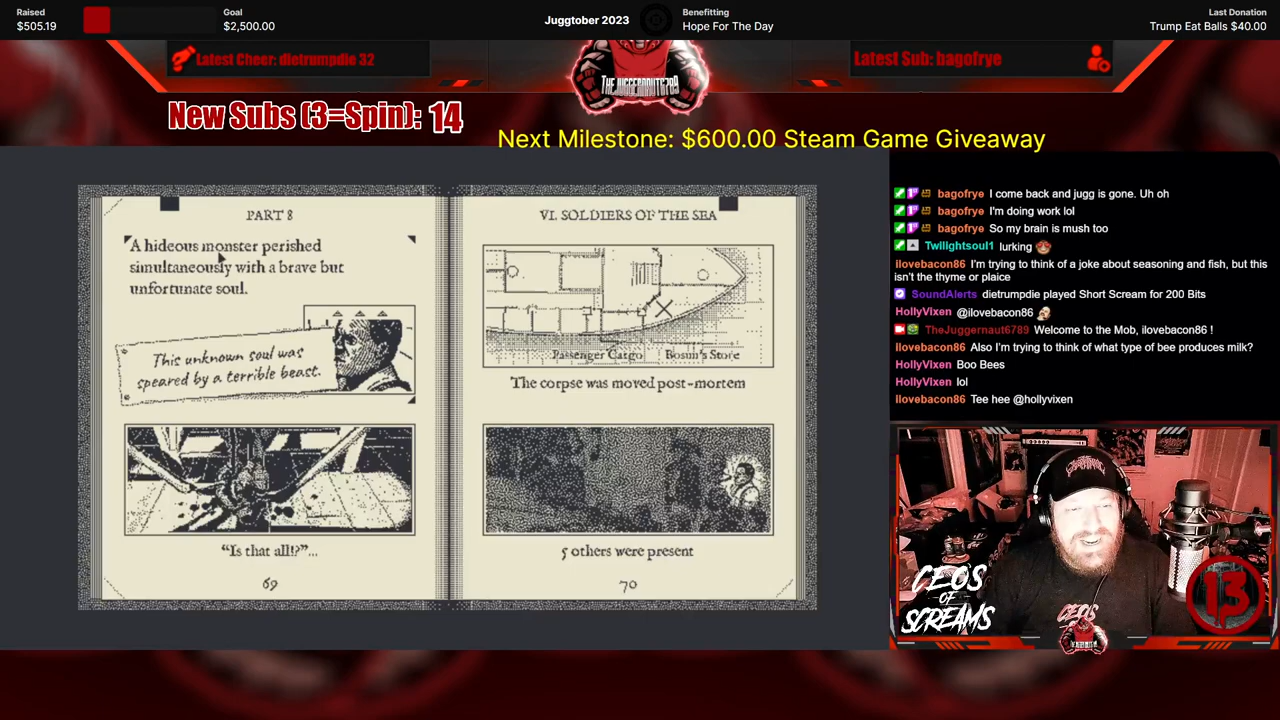 Raised
$505.19
Goal
$2,500.00
Juggtober 2023
Benefitting
Hope For The Day
Last Donation
Trump Eat Balls $40.00
Latest Cheer: dietrumpdie 32
THEJUGGERNAUT6789
Latest Sub: bagofrye
New Subs (3=Spin): 14
Next Milestone: $600.00 Steam Game Giveaway
PART 8
A hideous monster perished
simultaneously with a brave but
unfortunate soul.
This unknown soul was
speared by a terrible beast.
"Is that all!?"...
69
VI. SOLDIERS OF THE SEA
Passenger Cargo
Bosun's Store
The corpse was moved post-mortem
5 others were present
70
bagofrye I come back and jugg is gone. Uh oh
bagofrye I'm doing work lol
bagofrye So my brain is mush too
Twilightsoul1 lurking
ilovebacon86 I'm trying to think of a joke about seasoning and fish, but this
isn't the thyme or plaice
SoundAlerts dietrumpdie played Short Scream for 200 Bits
HollyVixen @ilovebacon86
TheJuggernaut6789 Welcome to the Mob, ilovebacon86 !
ilovebacon86 Also I'm trying to think of what type of bee produces milk?
HollyVixen Boo Bees
HollyVixen lol
ilovebacon86 Tee hee @hollyvixen
CEOS
OF
SCREAMS
CEOS
13